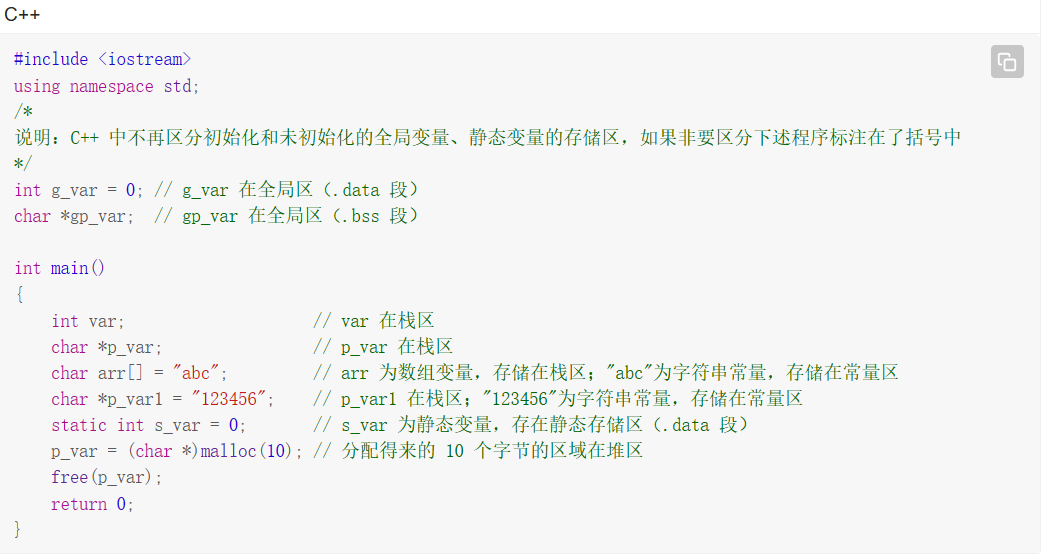 C++
#include <iostream>
using namespace std;
/*
说明：C++ 中不再区分初始化和未初始化的全局变量、静态变量的存储区，如果非要区分下述程序标注在了括号中
*/
int g_var = 0; // g_var 在全局区（.data 段）
char *gp_var;  // gp_var 在全局区（.bss 段）

int main()
{
    int var;                    // var 在栈区
    char *p_var;                // p_var 在栈区
    char arr[] = "abc";         // arr 为数组变量，存储在栈区；"abc"为字符串常量，存储在常量区
    char *p_var1 = "123456";    // p_var1 在栈区；"123456"为字符串常量，存储在常量区
    static int s_var = 0;       // s_var 为静态变量，存在静态存储区（.data 段）
    p_var = (char *)malloc(10); // 分配得来的 10 个字节的区域在堆区
    free(p_var);
    return 0;
}